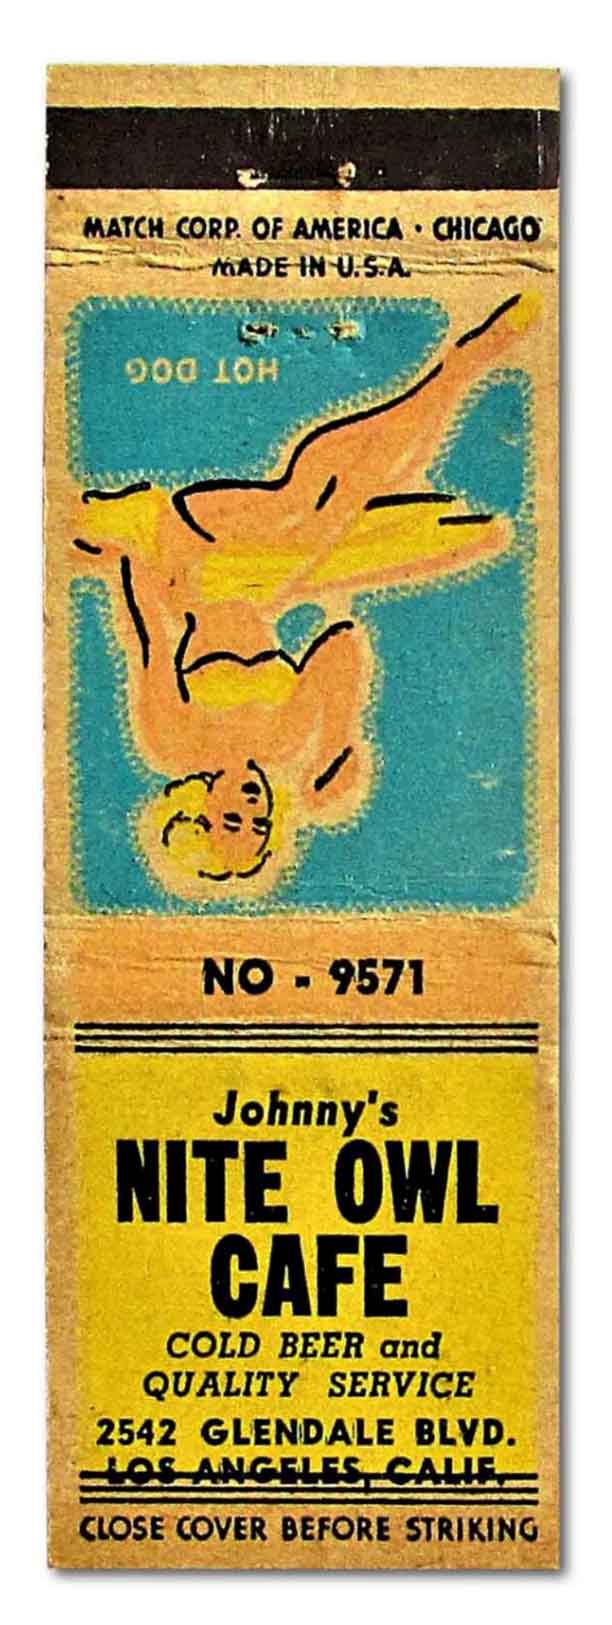 MATCH CORP. OF AMERICA · CHICAGO
MADE IN U.S.A.
HOT DOG
NO - 9571
Johnny's
NITE OWL
CAFE
COLD BEER and
QUALITY SERVICE
2542 GLENDALE BLVD.
LOS ANGELES, CALIF.
CLOSE COVER BEFORE STRIKING